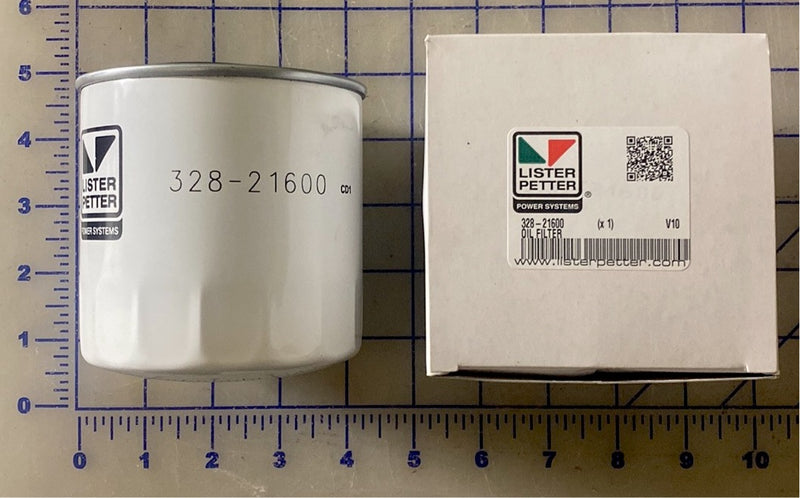 6
5
4
3
2
1
0
LISTER
PETTER
POWER SYSTEMS
328-21600 CD1
LISTER
PETTER
®
POWER SYSTEMS
328-21600 (x 1) V10
OIL FILTER
www.listerpetter.com
0 1 2 3 4 5 6 7 8 9 10